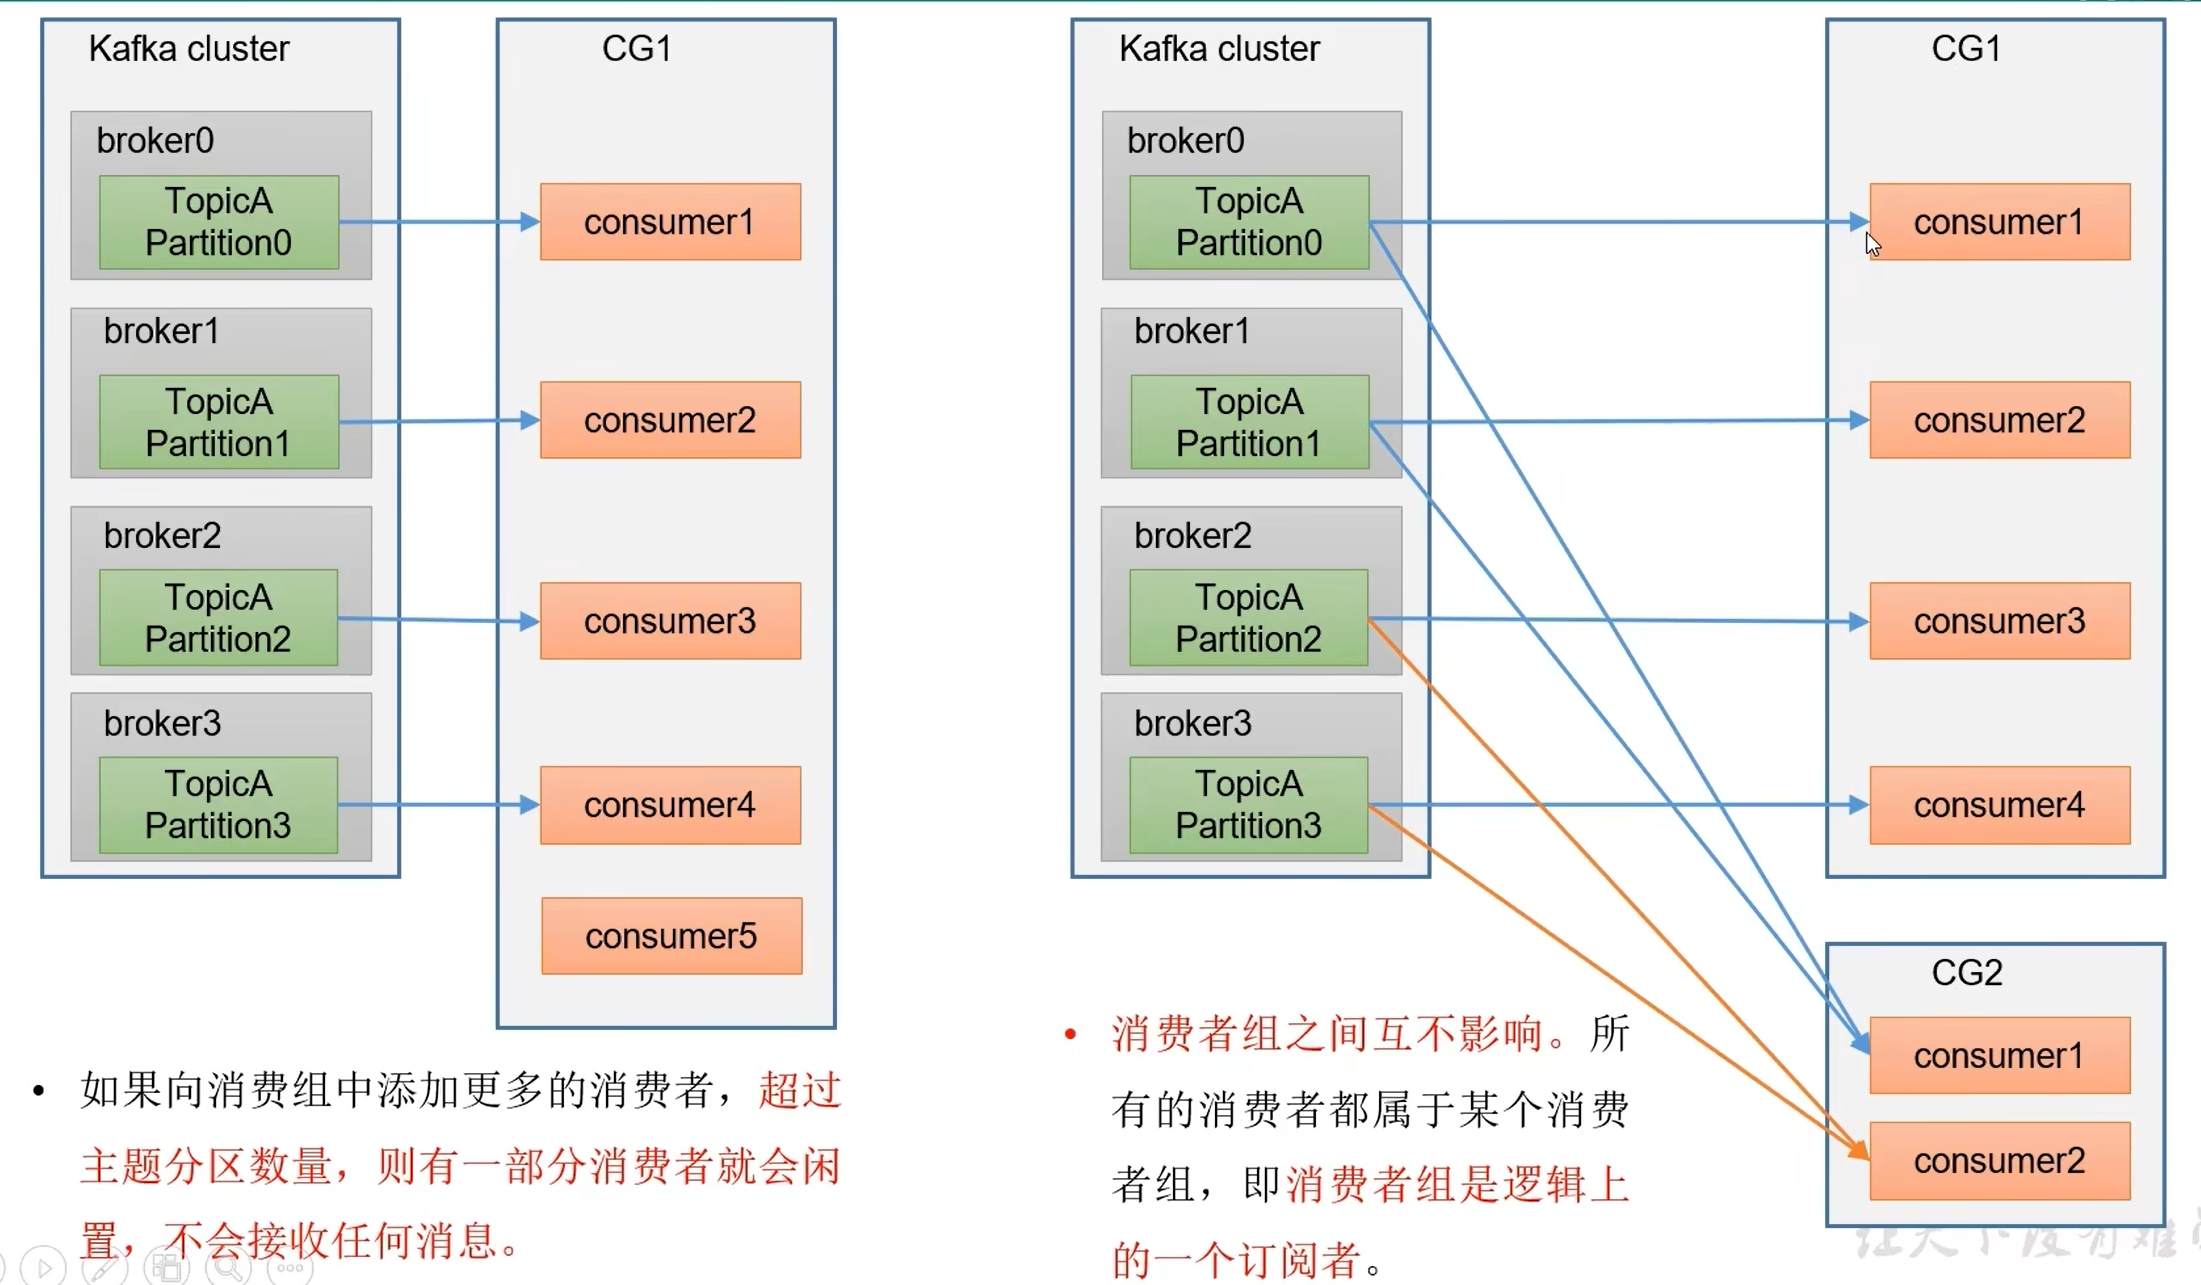 Kafka cluster
broker0
TopicA
Partition0
broker1
TopicA
Partition1
broker2
TopicA
Partition2
broker3
TopicA
Partition3
CG1
consumer1
consumer2
consumer3
consumer4
consumer5
• 如果向消费组中添加更多的消费者，超过
主题分区数量，则有一部分消费者就会闲
置，不会接收任何消息。
Kafka cluster
broker0
TopicA
Partition0
broker1
TopicA
Partition1
broker2
TopicA
Partition2
broker3
TopicA
Partition3
CG1
consumer1
consumer2
consumer3
consumer4
CG2
consumer1
consumer2
• 消费者组之间互不影响。所
有的消费者都属于某个消费
者组，即消费者组是逻辑上
的一个订阅者。
让天下没有难